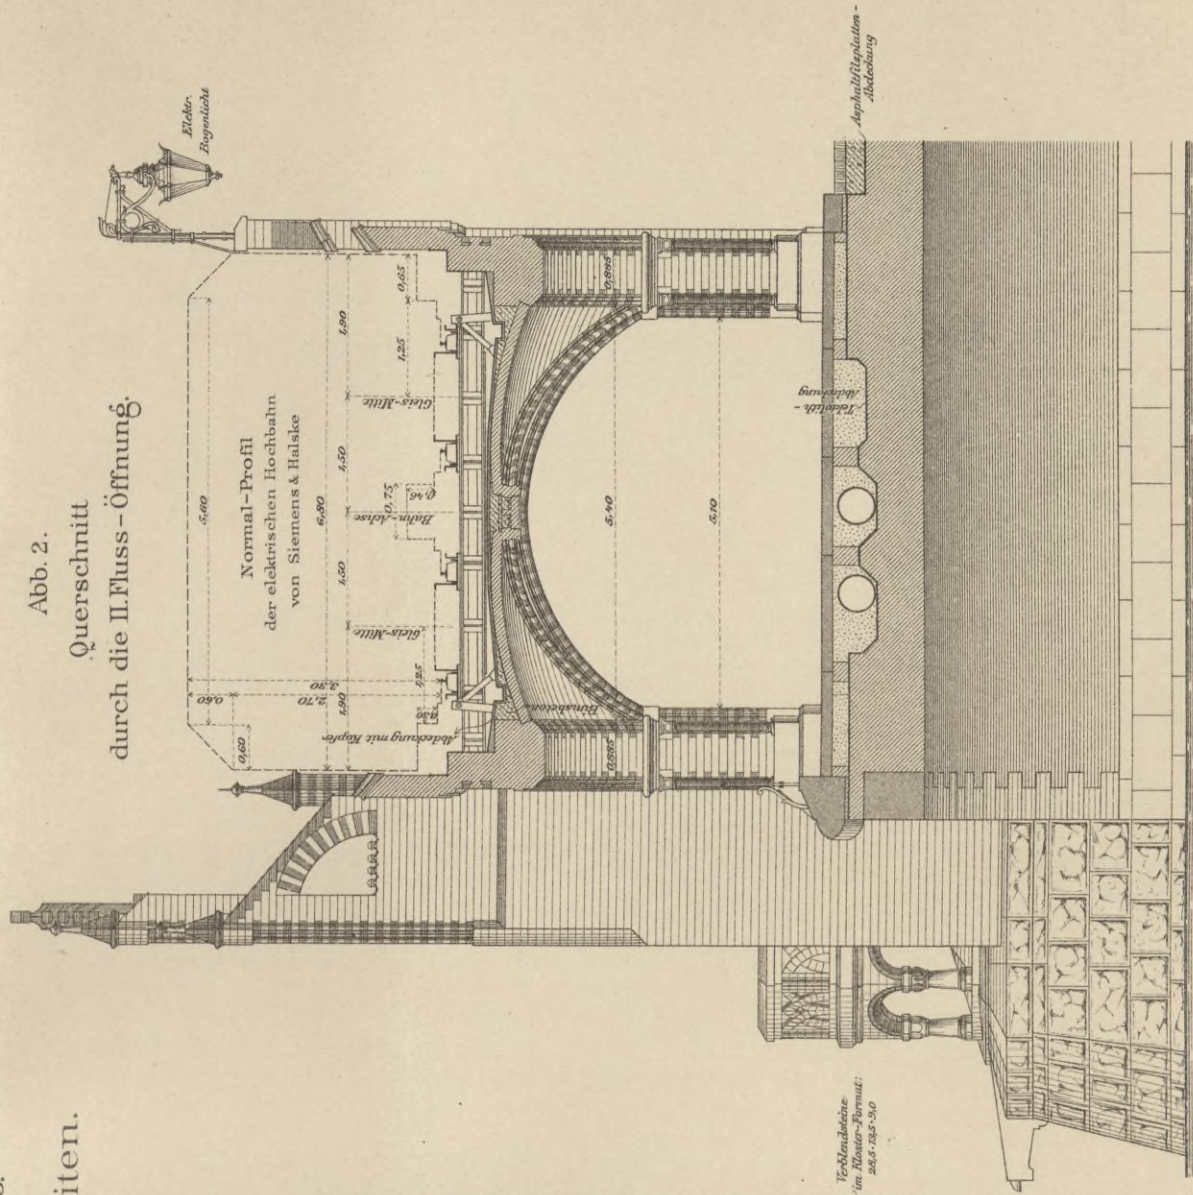 Abb. 2.
Querschnitt
durch die II. Fluss-Öffnung.
Elektr.
Bogenlicht
5,60
Normal-Profil
der elektrischen Hochbahn
von Siemens & Halske
6,80
1,90
1,50
1,50
1,90
0,60
0,60
2,70
3,30
0,65
1,25
Gleis-Mitte
0,75
0,46
Bahn-Achse
Gleis-Mitte
1,25
Abdeckung mit Kupfer
Bimsbeton
0,885
0,885
5,40
5,10
Asphaltfilzplatten-
Abdeckung
Abdeckung
Verblendsteine
im Kloster-Format:
28,5·13,5·9,0
iten.